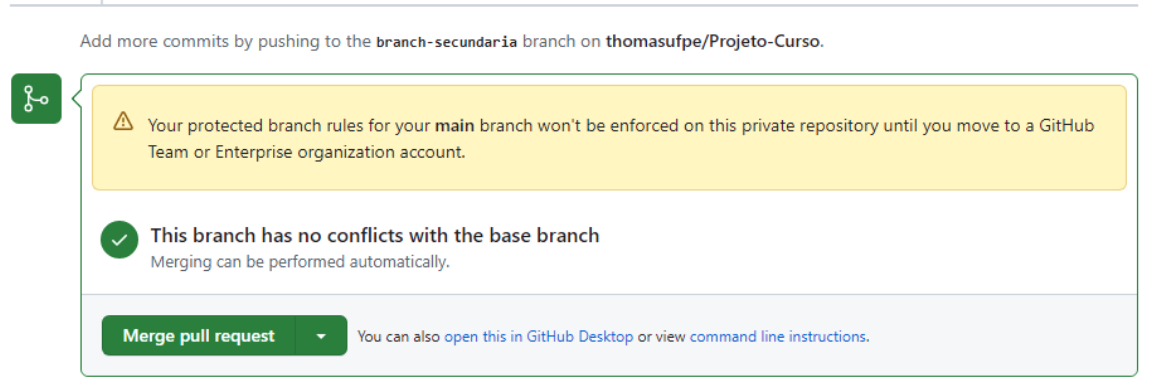 Add more commits by pushing to the branch-secundaria branch on thomasufpe/Projeto-Curso.
Your protected branch rules for your main branch won't be enforced on this private repository until you move to a GitHub
Team or Enterprise organization account.
This branch has no conflicts with the base branch
Merging can be performed automatically.
Merge pull request
You can also open this in GitHub Desktop or view command line instructions.